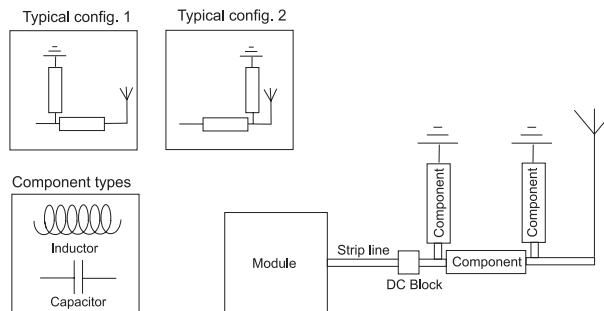 Typical config. 1
Typical config. 2
Component types
Inductor
Capacitor
Module
Strip line
DC Block
Component
Component
Component